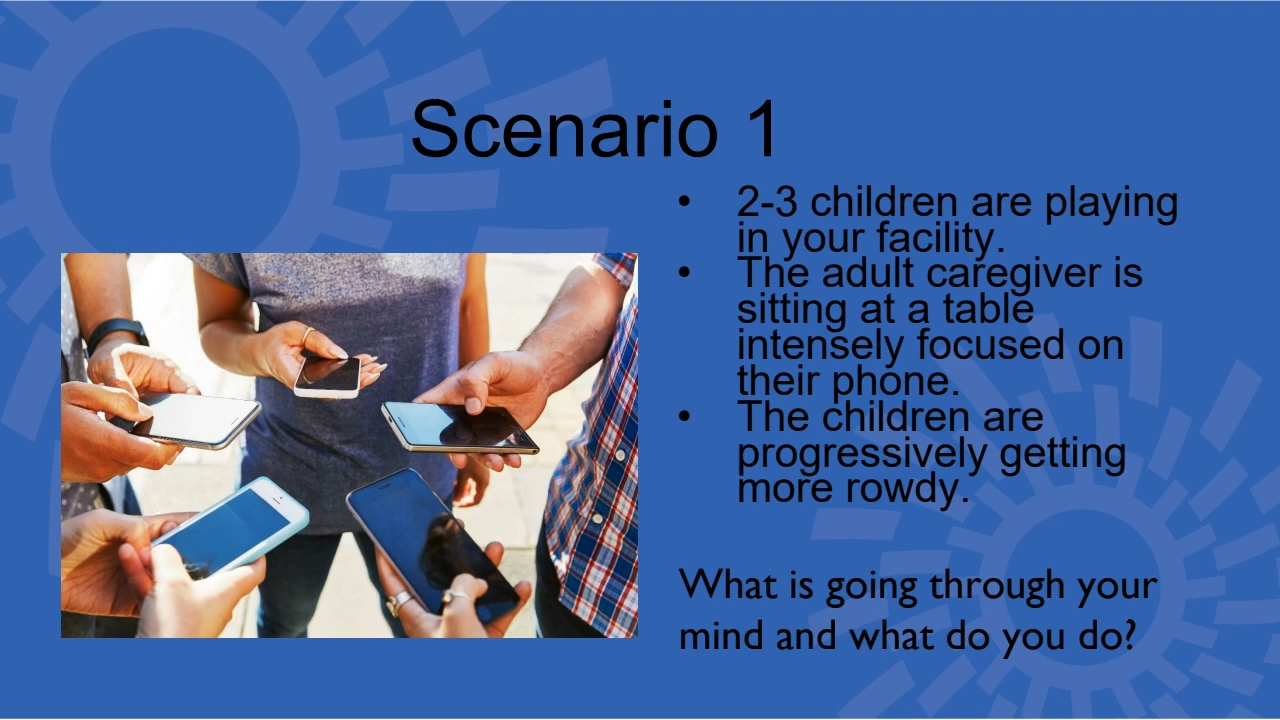 Scenario 1
• 2-3 children are playing
in your facility.
• The adult caregiver is
sitting at a table
intensely focused on
their phone.
• The children are
progressively getting
more rowdy.
What is going through your
mind and what do you do?